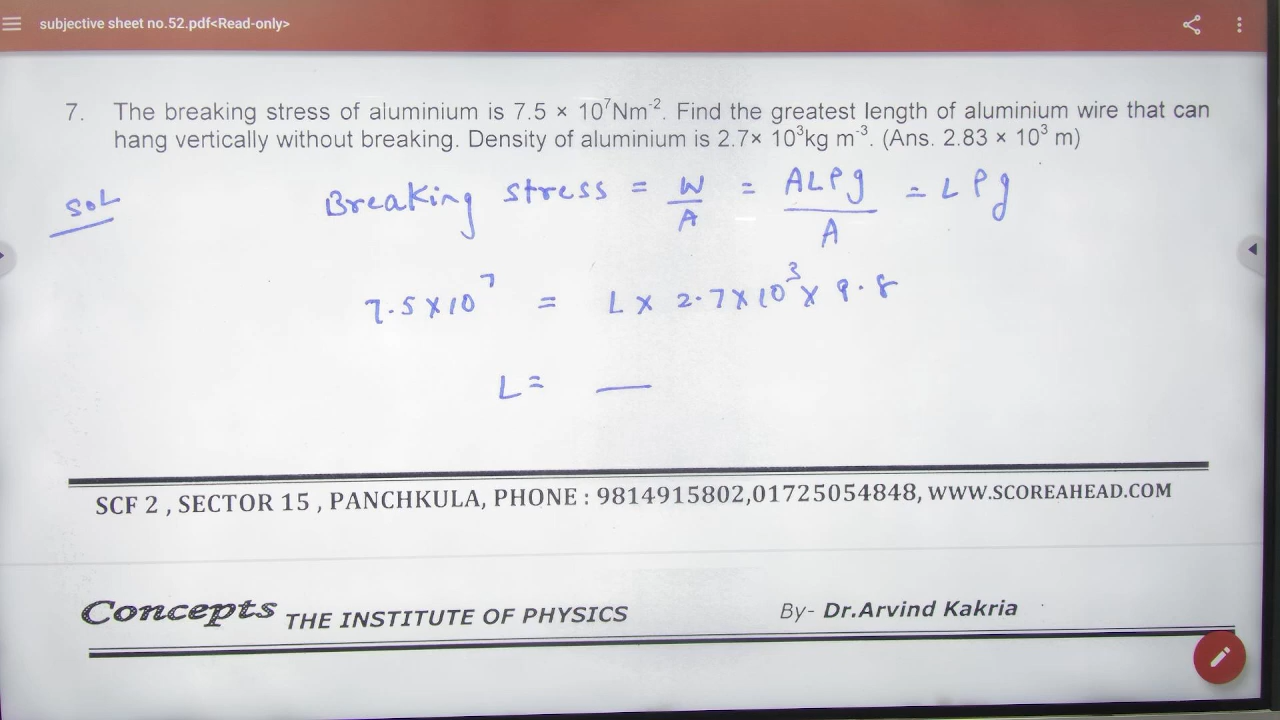 subjective sheet no.52.pdf<Read-only>
7. The breaking stress of aluminium is 7.5 × 10⁷Nm⁻². Find the greatest length of aluminium wire that can
hang vertically without breaking. Density of aluminium is 2.7× 10³kg m⁻³. (Ans. 2.83 × 10³ m)
SOL
Breaking stress = W/A = ALρg/A = Lρg
7.5×10⁷ = L × 2.7×10³× 9.8
L = —
SCF 2 , SECTOR 15 , PANCHKULA, PHONE : 9814915802,01725054848, WWW.SCOREAHEAD.COM
Concepts THE INSTITUTE OF PHYSICS By- Dr.Arvind Kakria